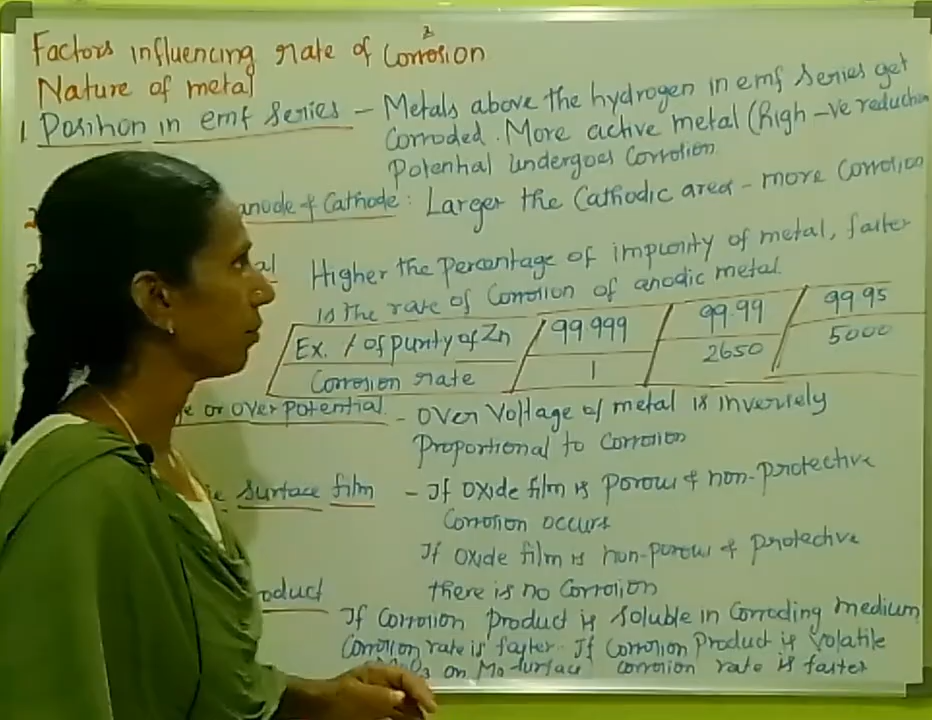 Factors influencing rate of Corrosion
Nature of metal
1. Position in emf series - Metals above the hydrogen in emf series get
Corroded. More active metal (High -ve reduction
Potential undergoes Corrosion
2
anode & Cathode: Larger the Cathodic area - more Corrosion
Higher the percentage of impurity of metal, faster
is the rate of Corrosion of anodic metal.
Ex. % of purity of Zn 99.999 99.99 99.95
Corrosion rate 1 2650 5000
or over potential - Over Voltage of metal is inversely
Proportional to Corrosion
surface film - If oxide film is porous & non-protective
Corrosion occurs
If oxide film is non-porous & protective
there is no Corrosion
If Corrosion Product is soluble in Corroding medium,
Corrosion rate is faster. If Corrosion Product is volatile
on Mo surface corrosion rate is faster